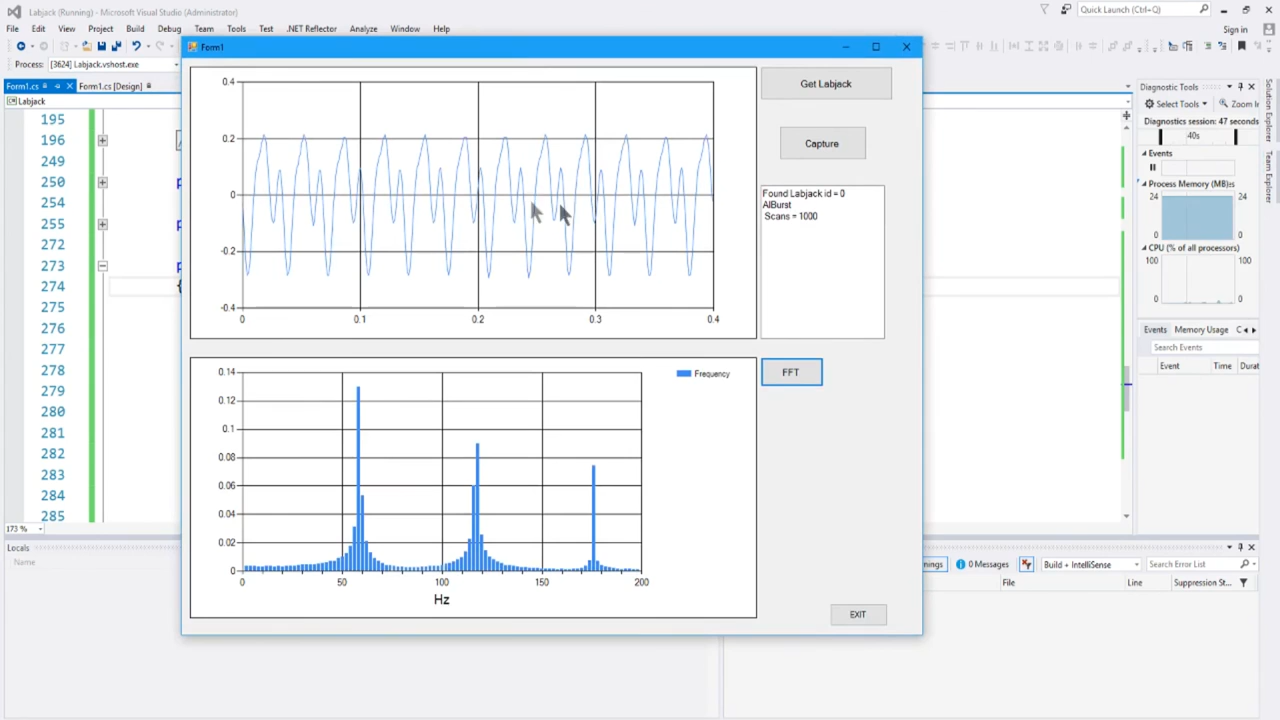 Labjack (Running) - Microsoft Visual Studio (Administrator)
Quick Launch (Ctrl+Q)
File Edit View Project Build Debug Team Tools Test .NET Reflector Analyze Window Help
Sign in
Process: [3624] Labjack.vshost.exe
Form1.cs
Form1.cs [Design]
Labjack
195
196
249
250
254
255
272
273
274
275
276
277
278
279
280
281
282
283
284
285
173 %
Form1
0.4
0.2
0
-0.2
-0.4
0 0.1 0.2 0.3 0.4
Get Labjack
Capture
Found Labjack id = 0
AIBurst
Scans = 1000
0.14
0.12
0.1
0.08
0.06
0.04
0.02
0
0 50 100 150 200
Hz
Frequency
FFT
EXIT
Diagnostic Tools
Select Tools
Zoom In
Diagnostics session: 47 seconds
40s
Events
Process Memory (MB)
24 24
0 0
CPU (% of all processors)
100 100
0 0
Events Memory Usage C
Search Events
Event Time Durat
Solution Explorer
Team Explorer
Locals
Name
nings
0 Messages
Build + IntelliSense
Search Error List
File Line Suppression St...